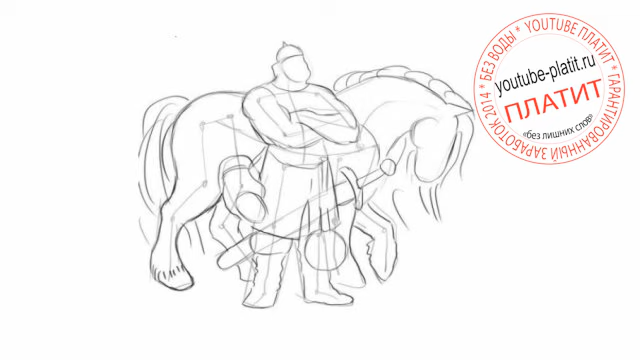 * БЕЗ ВОДЫ * YOUTUBE ПЛАТИТ * ГАРАНТИРОВАННЫЙ ЗАРАБОТОК 2014
youtube-platit.ru
ПЛАТИТ
«без лишних слов»